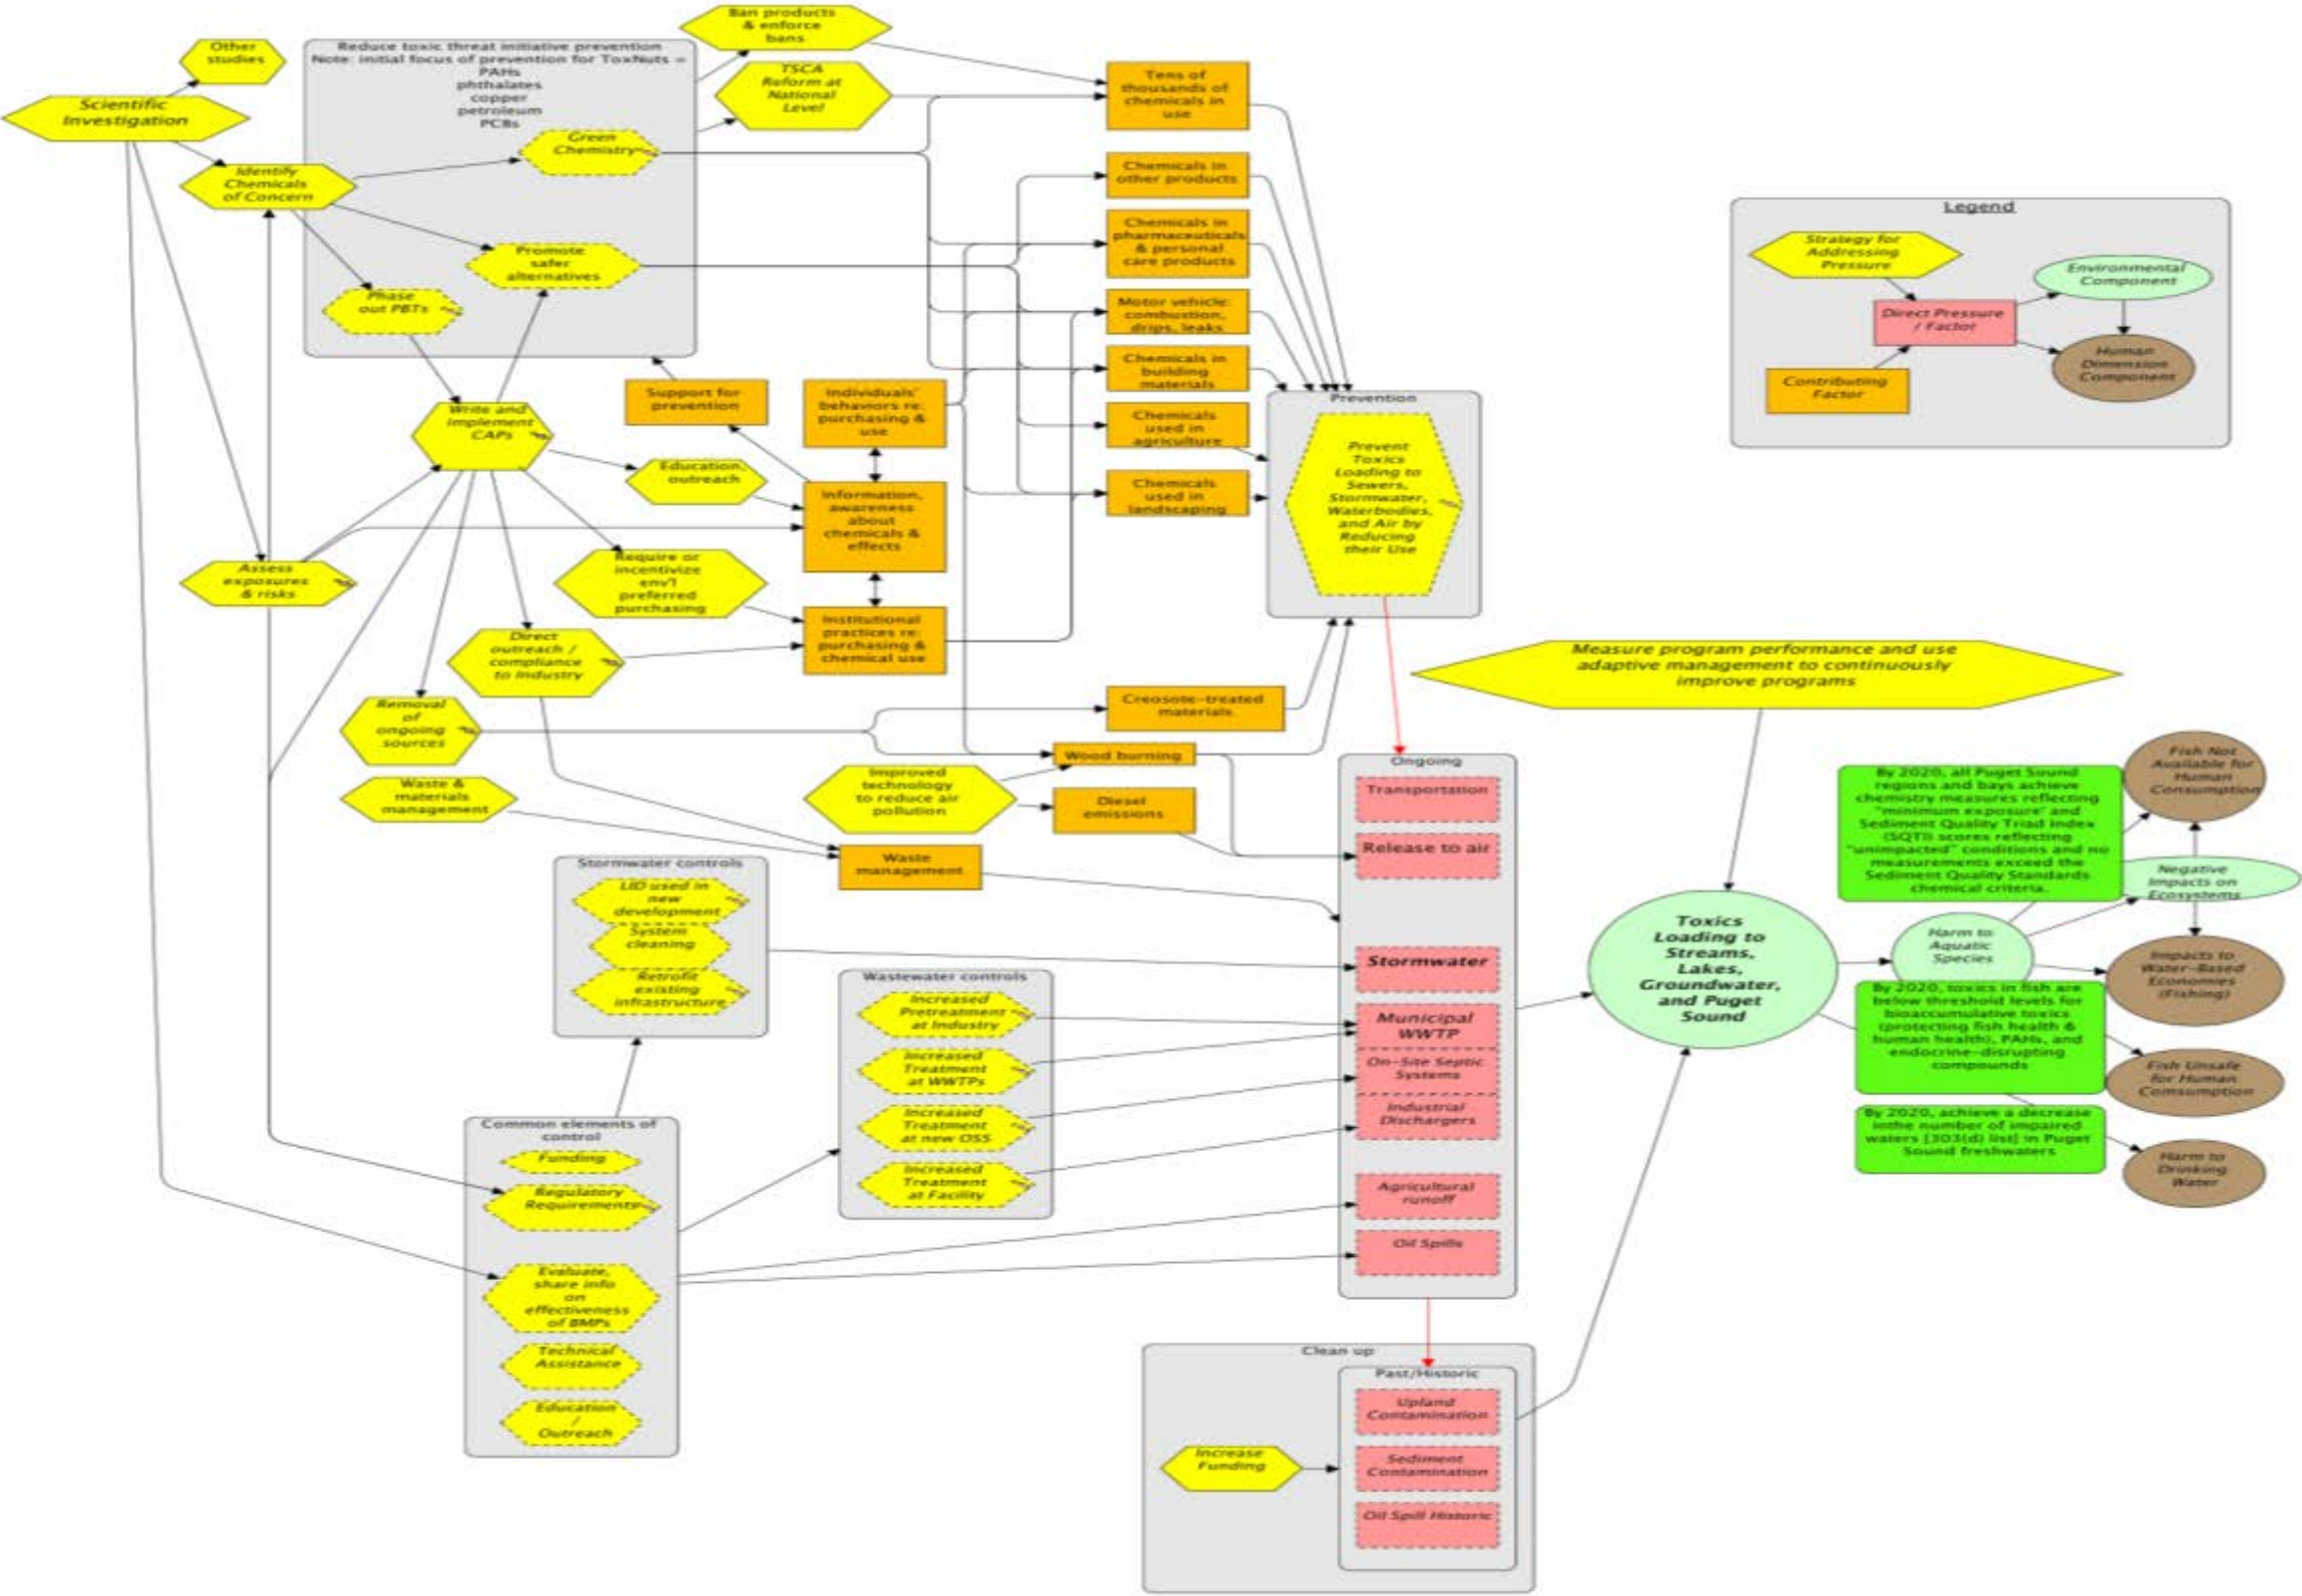 Other
studies
Scientific
Investigation
Identify
Chemicals
of Concern
Reduce toxic threat initiative prevention
Note: initial focus of prevention for ToxNuts =
PAHs
phthalates
copper
petroleum
PCBs
Green
Chemistry
Promote
safer
alternatives
Phase
out PBTs
Ban products
& enforce
bans
TSCA
Reform at
National
Level
Write and
implement
CAPs
Support for
prevention
Education,
outreach
Individuals'
behaviors re:
purchasing &
use
Information,
awareness
about
chemicals &
effects
Require or
incentivize
env'l
preferred
purchasing
Institutional
practices re:
purchasing &
chemical use
Assess
exposures
& risks
Direct
outreach /
compliance
to Industry
Removal
of
ongoing
sources
Waste &
materials
management
Tens of
thousands of
chemicals in
use
Chemicals in
other products
Chemicals in
pharmaceuticals
& personal
care products
Motor vehicle:
combustion,
drips, leaks
Chemicals in
building
materials
Chemicals
used in
agriculture
Chemicals
used in
landscaping
Creosote-treated
materials
Wood burning
Improved
technology
to reduce air
pollution
Diesel
emissions
Waste
management
Prevention
Prevent
Toxics
Loading to
Sewers,
Stormwater,
Waterbodies,
and Air by
Reducing
their Use
Legend
Strategy for
Addressing
Pressure
Environmental
Component
Direct Pressure
/ Factor
Human
Dimension
Component
Contributing
Factor
Measure program performance and use
adaptive management to continuously
improve programs
Stormwater controls
LID used in
new
development
System
cleaning
Retrofit
existing
infrastructure
Wastewater controls
Increased
Pretreatment
at Industry
Increased
Treatment
at WWTPs
Increased
Treatment
at new OSS
Increased
Treatment
at Facility
Common elements of
control
Funding
Regulatory
Requirements
Evaluate,
share info
on
effectiveness
of BMPs
Technical
Assistance
Education
/
Outreach
Ongoing
Transportation
Release to air
Stormwater
Municipal
WWTP
On-Site Septic
Systems
Industrial
Dischargers
Agricultural
runoff
Oil Spills
Clean up
Past/Historic
Upland
Contamination
Sediment
Contamination
Oil Spill Historic
Increase
Funding
Toxics
Loading to
Streams,
Lakes,
Groundwater,
and Puget
Sound
Harm to
Aquatic
Species
By 2020, all Puget Sound
regions and bays achieve
chemistry measures reflecting
"minimum exposure" and
Sediment Quality Triad Index
(SQTI) scores reflecting
"unimpacted" conditions and no
measurements exceed the
Sediment Quality Standards
chemical criteria.
By 2020, toxics in fish are
below threshold levels for
bioaccumulative toxics
(protecting fish health &
human health), PAHs, and
endocrine-disrupting
compounds
By 2020, achieve a decrease
inthe number of impaired
waters [303(d) list] in Puget
Sound freshwaters
Fish Not
Available for
Human
Consumption
Negative
Impacts on
Ecosystems
Impacts to
Water-Based
Economies
(Fishing)
Fish Unsafe
for Human
Comsumption
Harm to
Drinking
Water